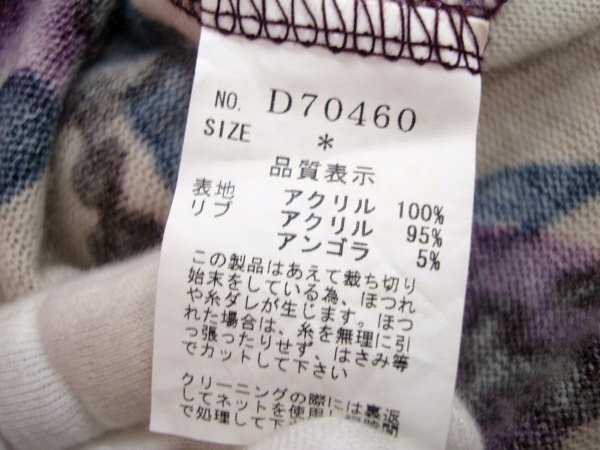 NO. D70460
SIZE *
品質表示
表地 アクリル 100%
リブ アクリル 95%
アンゴラ 5%
この製品はあえて裁ち切り
始末をしている為、ほつれ
や糸ダレが生じます。ほつ
れた場合は、糸を無理に引
っ張ったりせず、はさみ等
でカットして下さい
クリーニングの際には裏返
してネットを使用し短時間
で処理して下